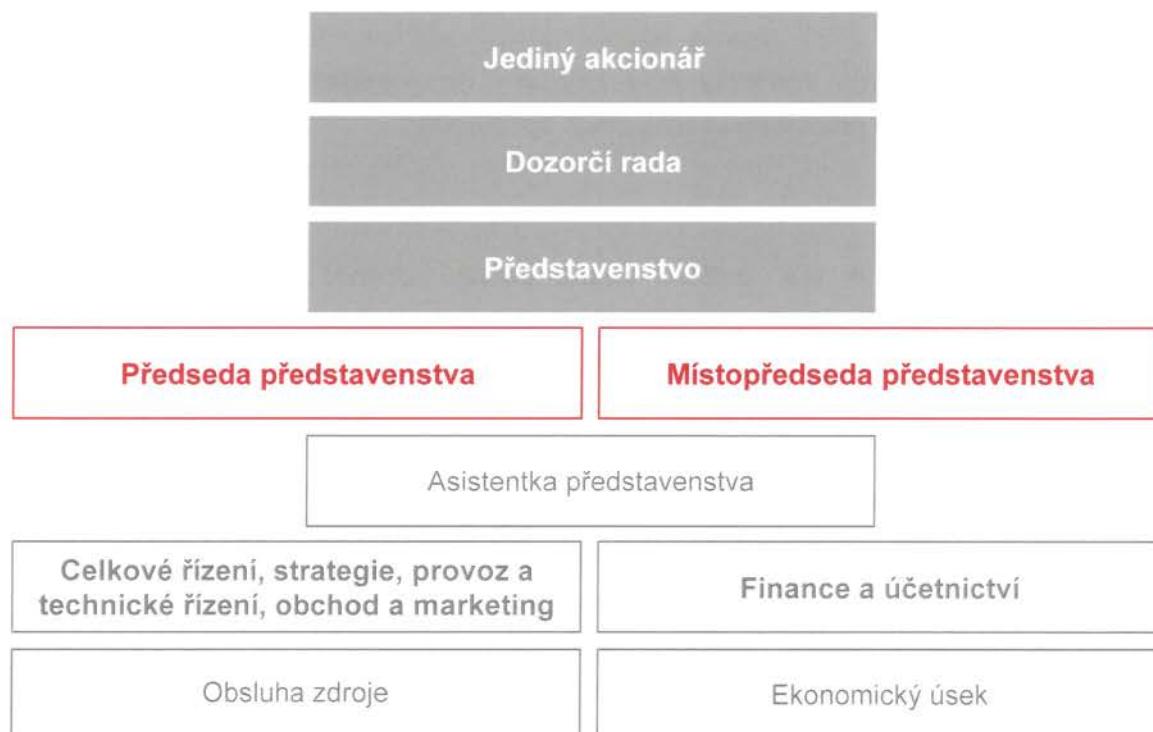 Jediný akcionář
Dozorčí rada
Představenstvo
Předseda představenstva
Místopředseda představenstva
Asistentka představenstva
Celkové řízení, strategie, provoz a
technické řízení, obchod a marketing
Finance a účetnictví
Obsluha zdroje
Ekonomický úsek